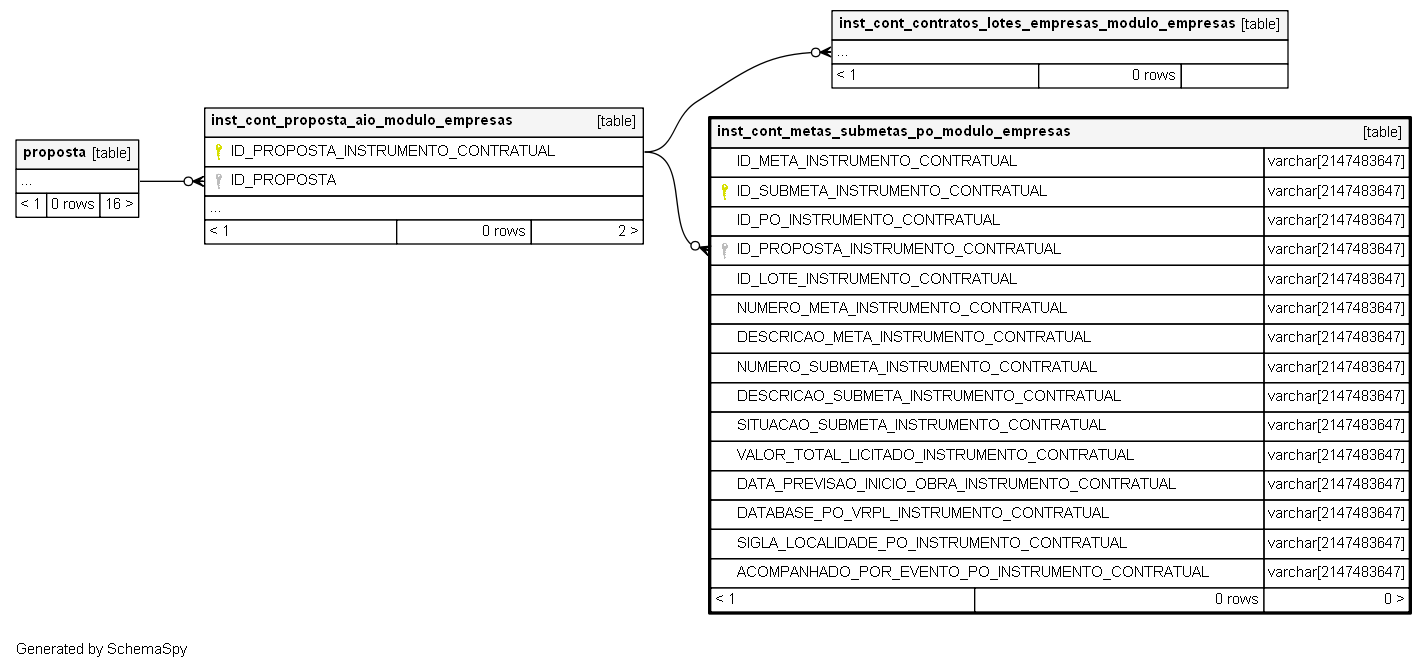 inst_cont_contratos_lotes_empresas_modulo_empresas [table]
...
< 1 0 rows
inst_cont_proposta_aio_modulo_empresas [table]
ID_PROPOSTA_INSTRUMENTO_CONTRATUAL
ID_PROPOSTA
...
< 1 0 rows 2 >
proposta [table]
...
< 1 0 rows 16 >
inst_cont_metas_submetas_po_modulo_empresas [table]
ID_META_INSTRUMENTO_CONTRATUAL varchar[2147483647]
ID_SUBMETA_INSTRUMENTO_CONTRATUAL varchar[2147483647]
ID_PO_INSTRUMENTO_CONTRATUAL varchar[2147483647]
ID_PROPOSTA_INSTRUMENTO_CONTRATUAL varchar[2147483647]
ID_LOTE_INSTRUMENTO_CONTRATUAL varchar[2147483647]
NUMERO_META_INSTRUMENTO_CONTRATUAL varchar[2147483647]
DESCRICAO_META_INSTRUMENTO_CONTRATUAL varchar[2147483647]
NUMERO_SUBMETA_INSTRUMENTO_CONTRATUAL varchar[2147483647]
DESCRICAO_SUBMETA_INSTRUMENTO_CONTRATUAL varchar[2147483647]
SITUACAO_SUBMETA_INSTRUMENTO_CONTRATUAL varchar[2147483647]
VALOR_TOTAL_LICITADO_INSTRUMENTO_CONTRATUAL varchar[2147483647]
DATA_PREVISAO_INICIO_OBRA_INSTRUMENTO_CONTRATUAL varchar[2147483647]
DATABASE_PO_VRPL_INSTRUMENTO_CONTRATUAL varchar[2147483647]
SIGLA_LOCALIDADE_PO_INSTRUMENTO_CONTRATUAL varchar[2147483647]
ACOMPANHADO_POR_EVENTO_PO_INSTRUMENTO_CONTRATUAL varchar[2147483647]
< 1 0 rows 0 >
Generated by SchemaSpy